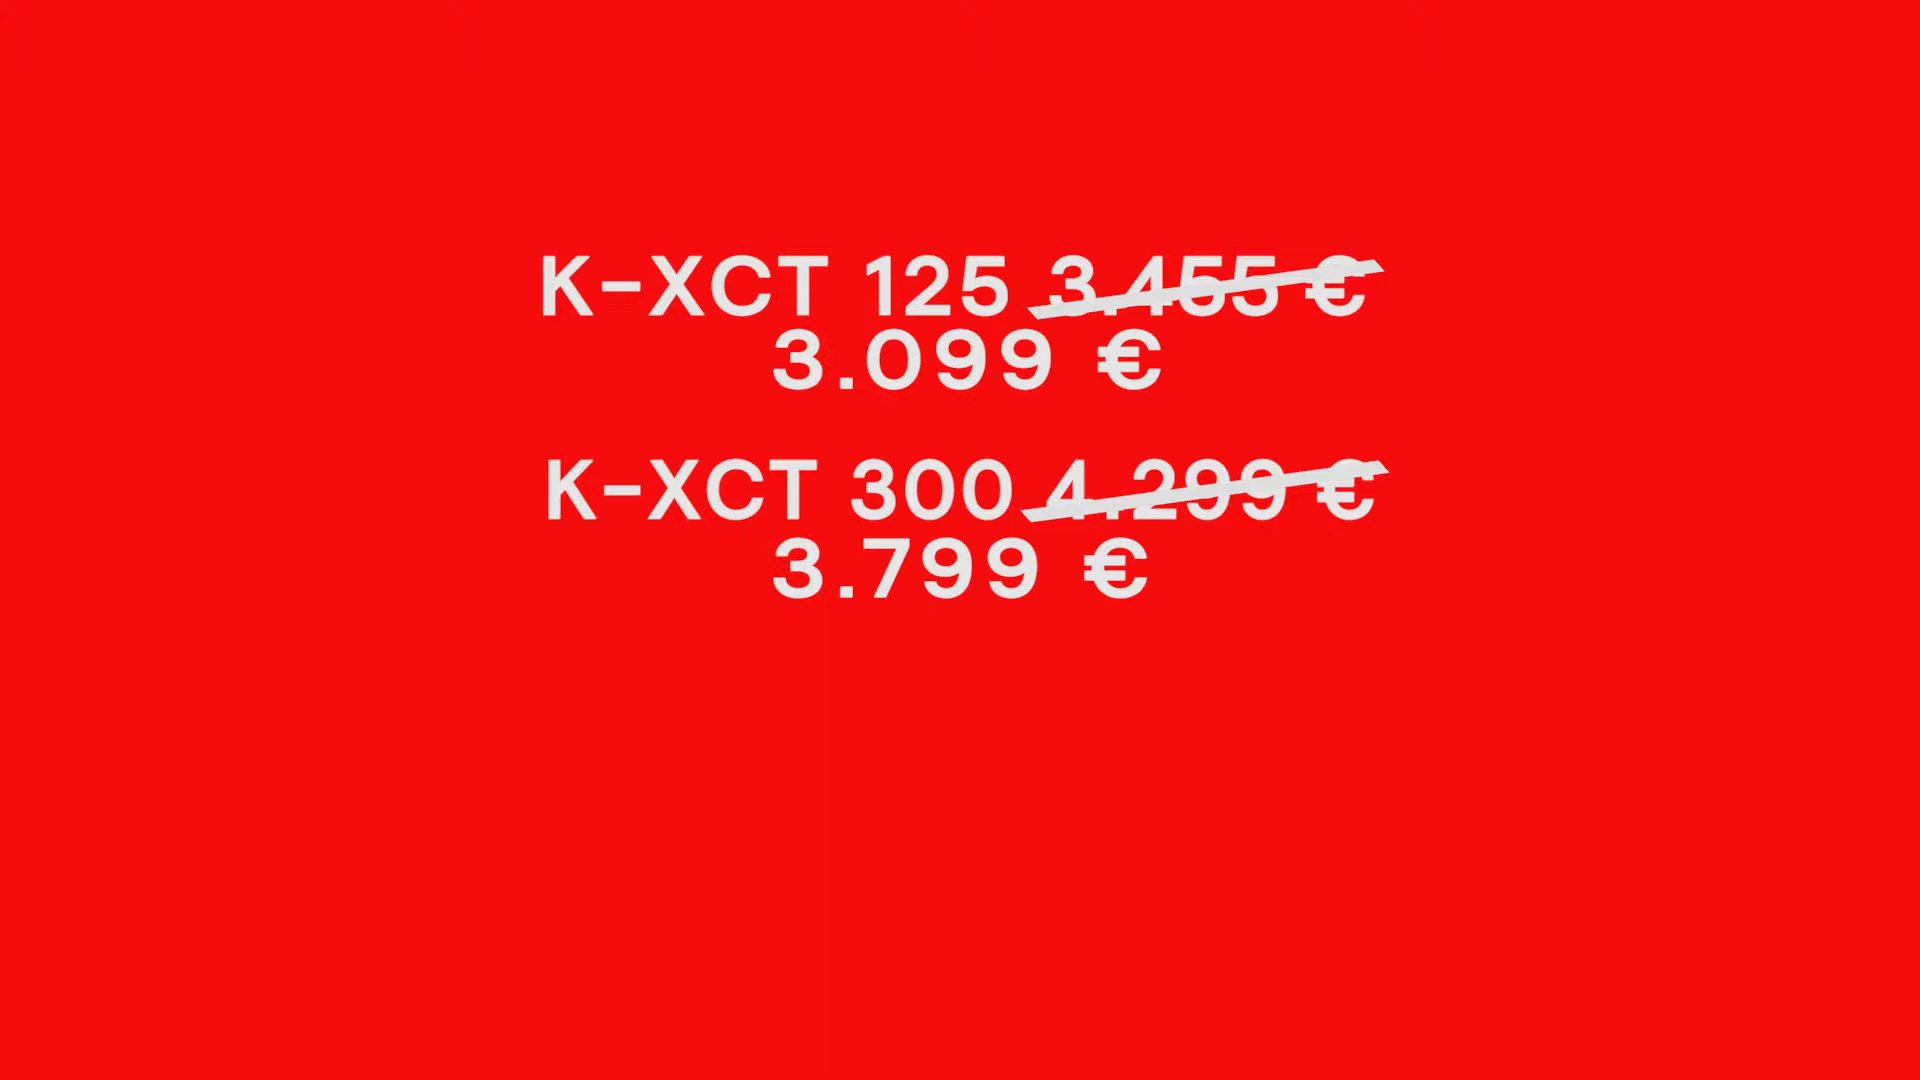 K-XCT 125 3.455 €
3.099 €
K-XCT 300 4.299 €
3.799 €